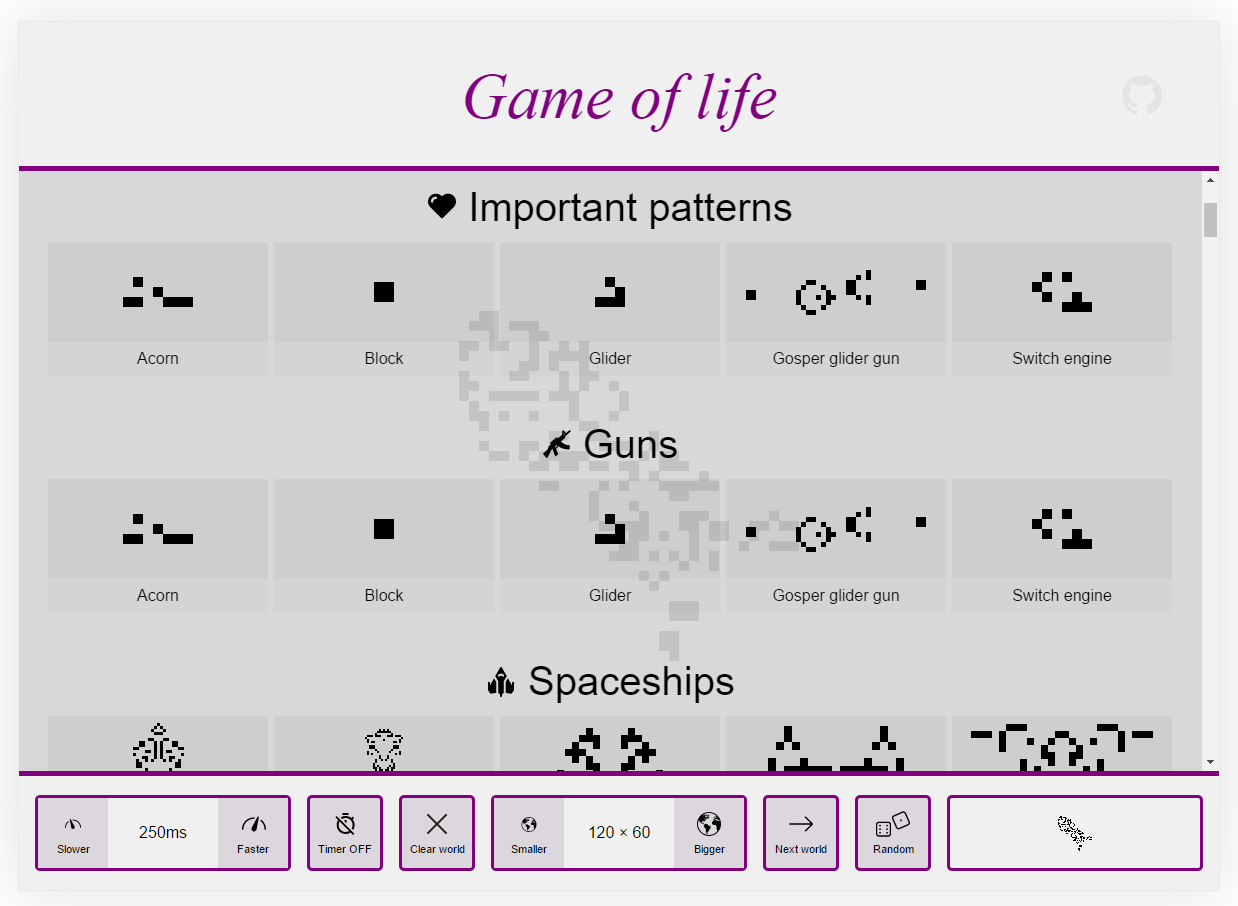 Game of life
Important patterns
Acorn
Block
Glider
Gosper glider gun
Switch engine
Guns
Acorn
Block
Glider
Gosper glider gun
Switch engine
Spaceships
Slower
250ms
Faster
Timer OFF
Clear world
Smaller
120 × 60
Bigger
Next world
Random